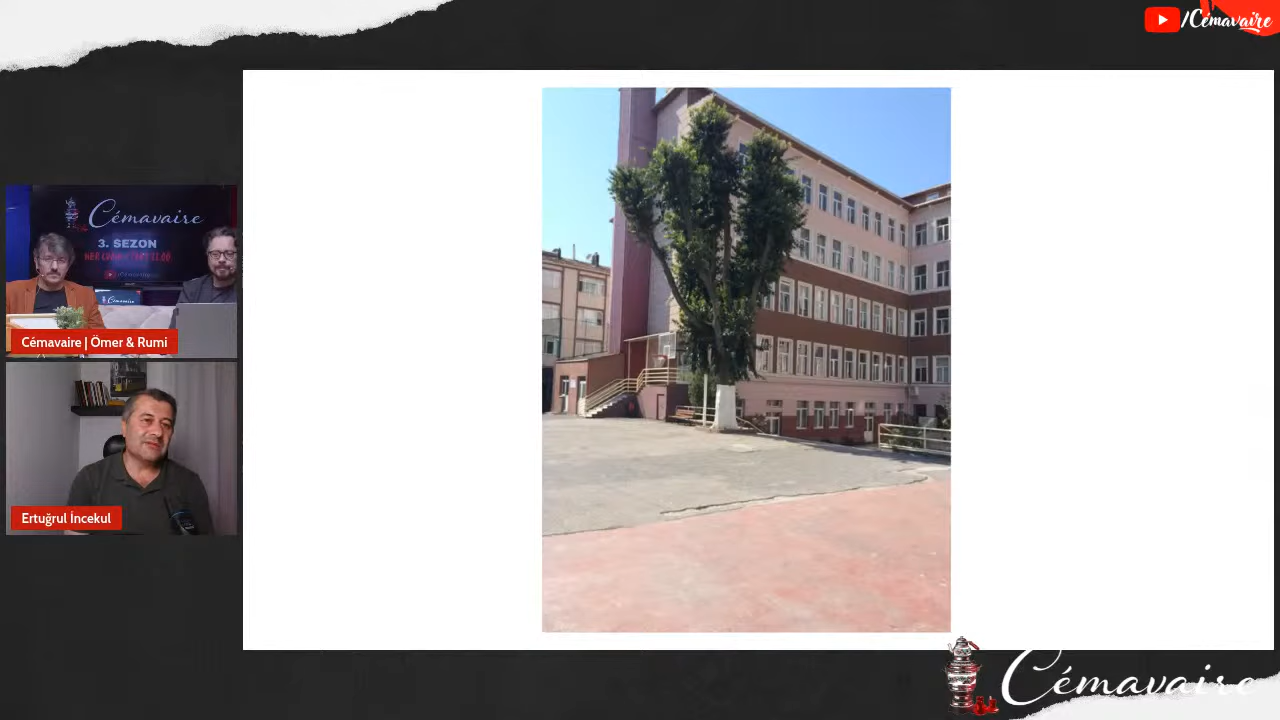 /Cémavaire
Cémavaire
3. SEZON
Cémavaire | Ömer & Rumi
Ertuğrul İncekul
Cémavaire